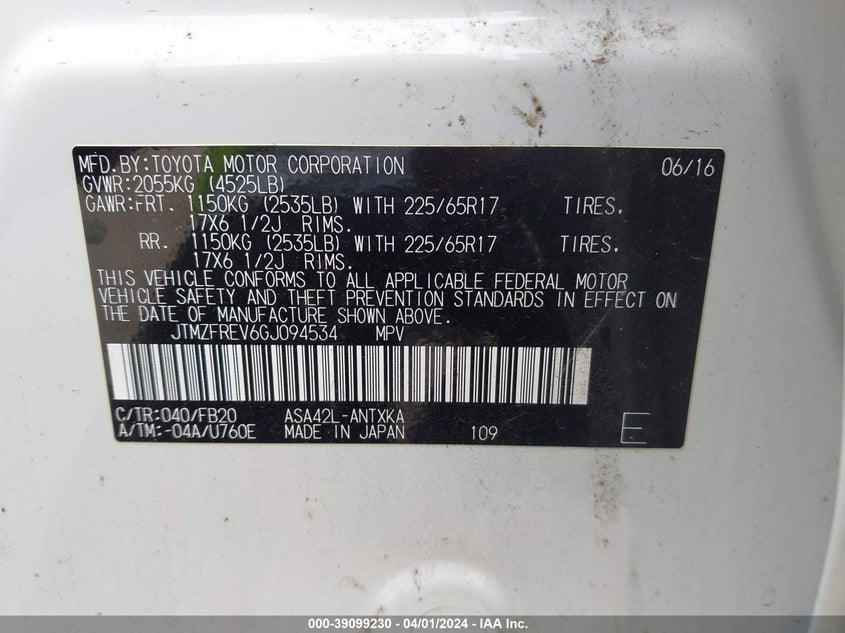 MFD.BY:TOYOTA MOTOR CORPORATION 06/16
GVWR:2055KG (4525LB)
GAWR:FRT. 1150KG (2535LB) WITH 225/65R17 TIRES,
17X6 1/2J RIMS.
RR. 1150KG (2535LB) WITH 225/65R17 TIRES,
17X6 1/2J RIMS.
THIS VEHICLE CONFORMS TO ALL APPLICABLE FEDERAL MOTOR
VEHICLE SAFETY AND THEFT PREVENTION STANDARDS IN EFFECT ON
THE DATE OF MANUFACTURE SHOWN ABOVE.
JTMZFREV6GJ094534 MPV
C/TR:040/FB20 ASA42L-ANTXKA
A/TM:-04A/U760E MADE IN JAPAN 109 E
000-39099230 - 04/01/2024 - IAA Inc.